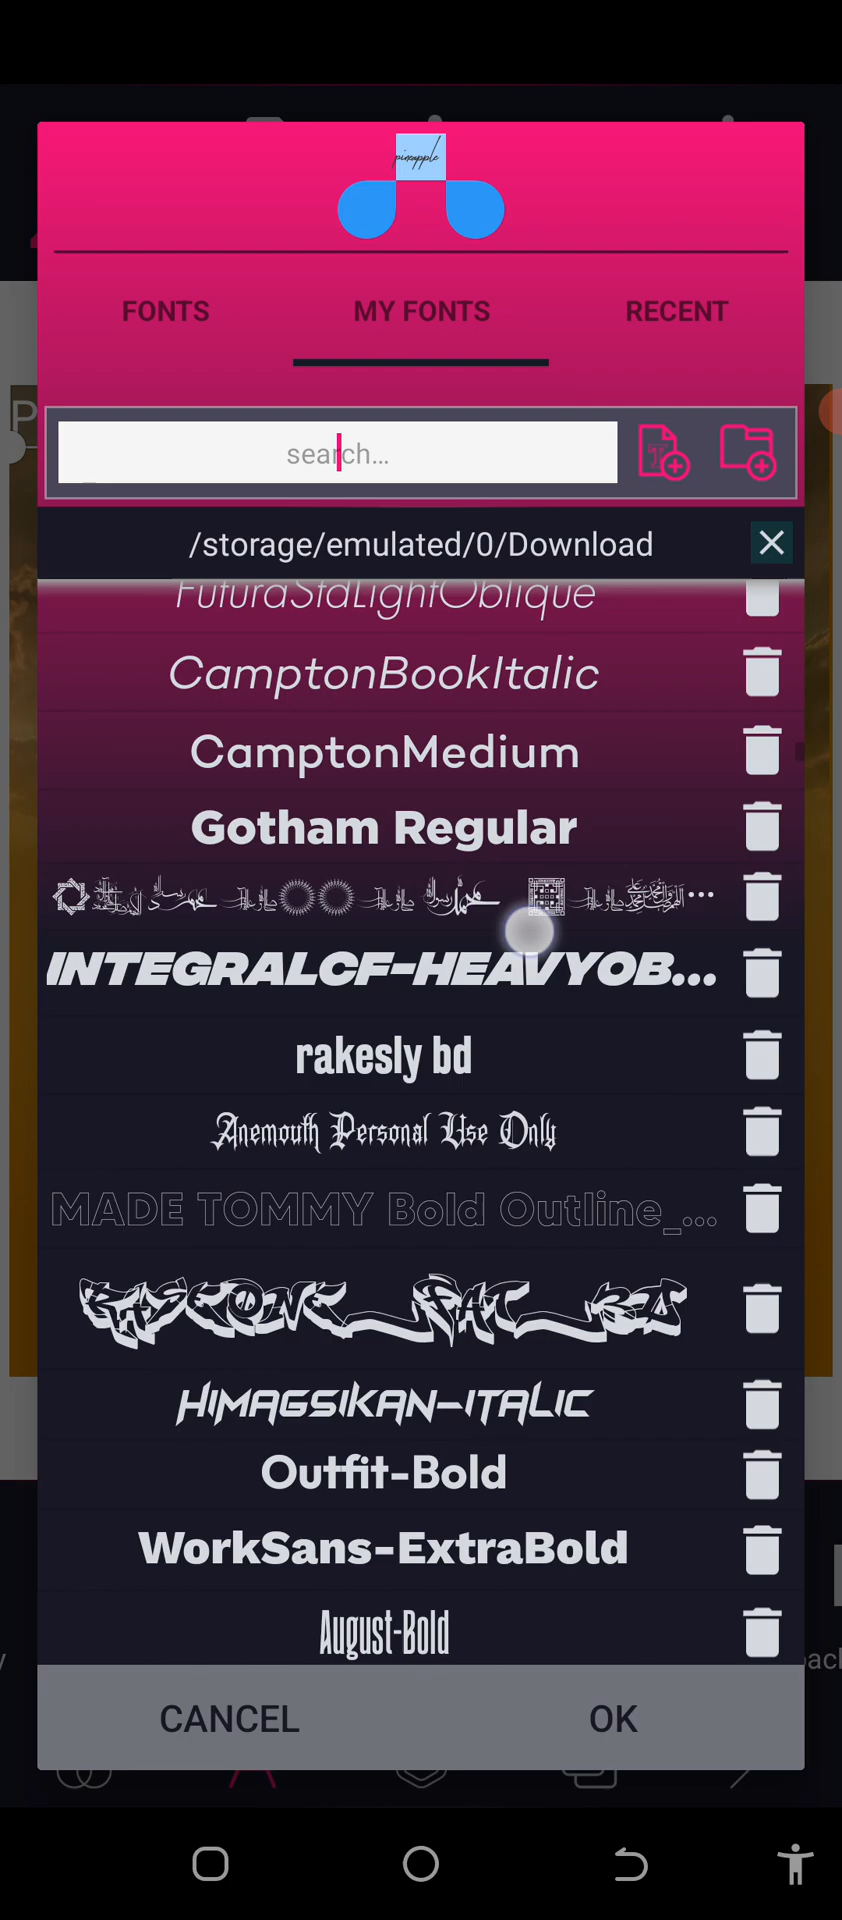 pineapple
FONTS MY FONTS RECENT
P
search...
/storage/emulated/0/Download
FuturaStdLightOblique
CamptonBookItalic
CamptonMedium
Gotham Regular
INTEGRALCF-HEAVYOB...
rakesly bd
Anemouth Personal Use Only
MADE TOMMY Bold Outline_...
RASEONE_FAT_3D
HIMAGSIKAN-ITALIC
Outfit-Bold
WorkSans-ExtraBold
August-Bold
CANCEL OK